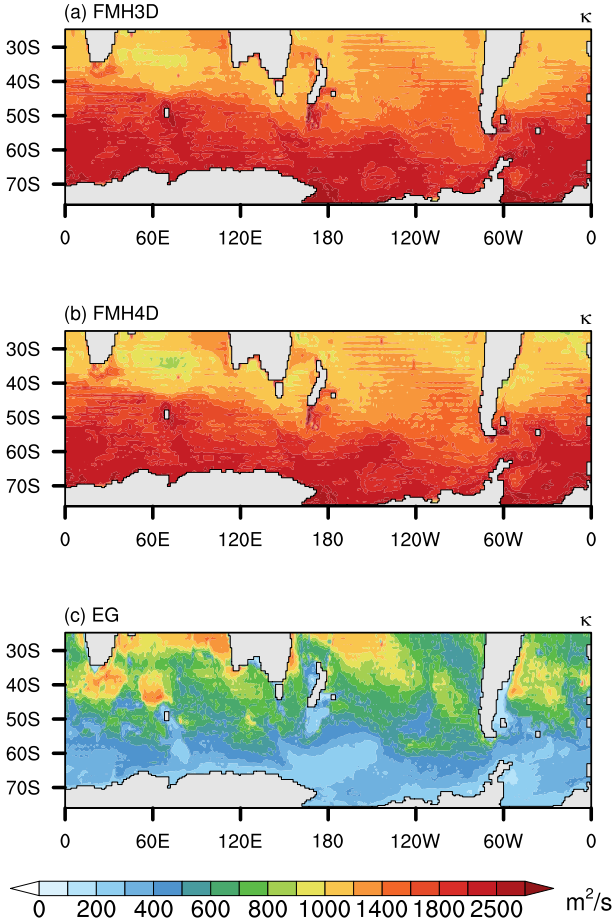 (a) FMH3D κ
30S
40S
50S
60S
70S
0 60E 120E 180 120W 60W 0
(b) FMH4D κ
30S
40S
50S
60S
70S
0 60E 120E 180 120W 60W 0
(c) EG κ
30S
40S
50S
60S
70S
0 60E 120E 180 120W 60W 0
0 200 400 600 800 1000 1400 1800 2500 m²/s